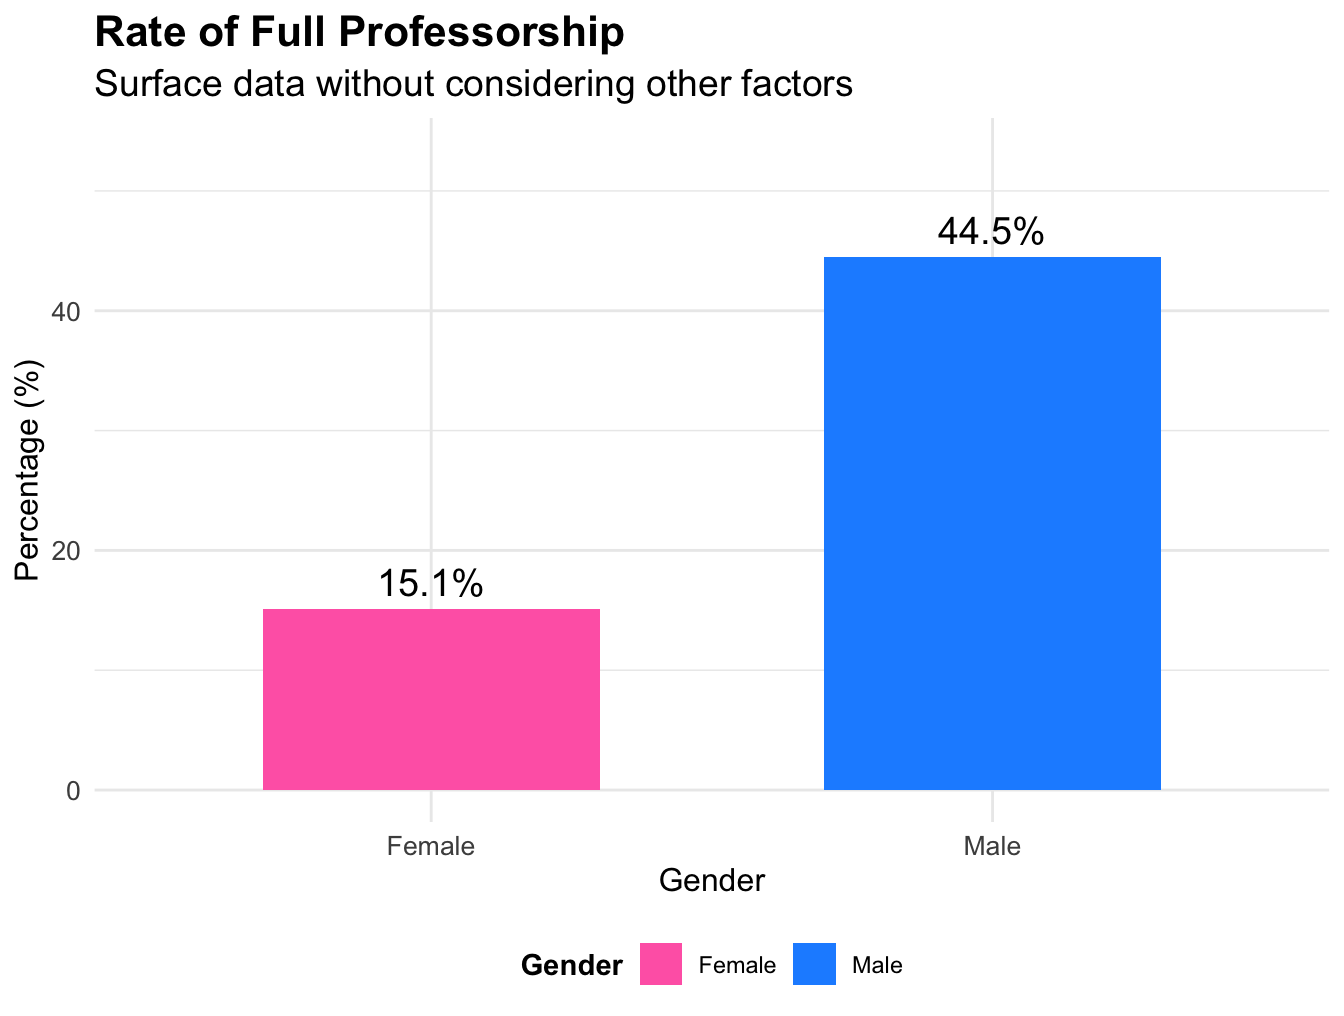 Rate of Full Professorship
Surface data without considering other factors
Percentage (%)
40
20
0
44.5%
15.1%
Female
Male
Gender
Gender
Female
Male